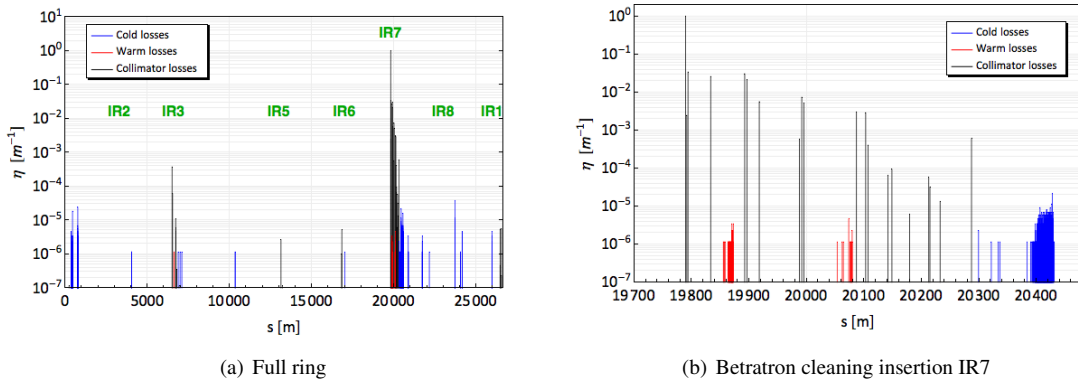 Cold losses
Warm losses
Collimator losses
IR7
IR2 IR3 IR5 IR6 IR8 IR1
10^1
10^0
10^-1
10^-2
10^-3
10^-4
10^-5
10^-6
10^-7
η [m^-1]
0 5000 10000 15000 20000 25000
s [m]
(a) Full ring
Cold losses
Warm losses
Collimator losses
10^0
10^-1
10^-2
10^-3
10^-4
10^-5
10^-6
10^-7
η [m^-1]
19700 19800 19900 20000 20100 20200 20300 20400
s [m]
(b) Betratron cleaning insertion IR7